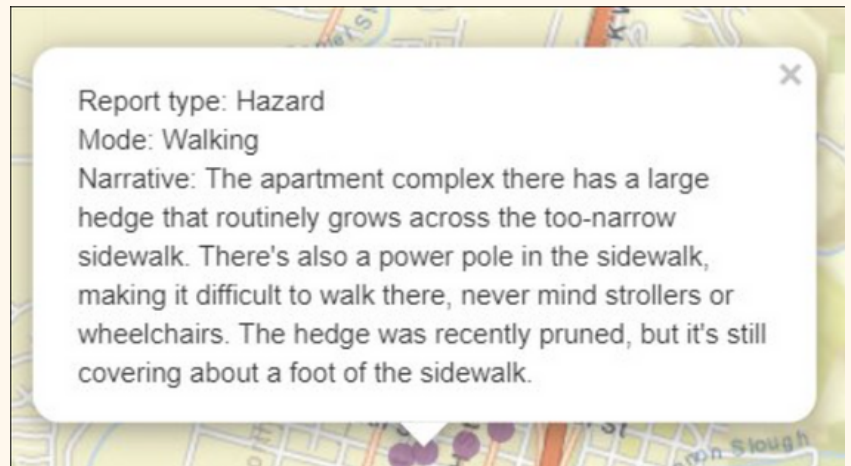 ×
Report type: Hazard
Mode: Walking
Narrative: The apartment complex there has a large
hedge that routinely grows across the too-narrow
sidewalk. There's also a power pole in the sidewalk,
making it difficult to walk there, never mind strollers or
wheelchairs. The hedge was recently pruned, but it's still
covering about a foot of the sidewalk.
Slough